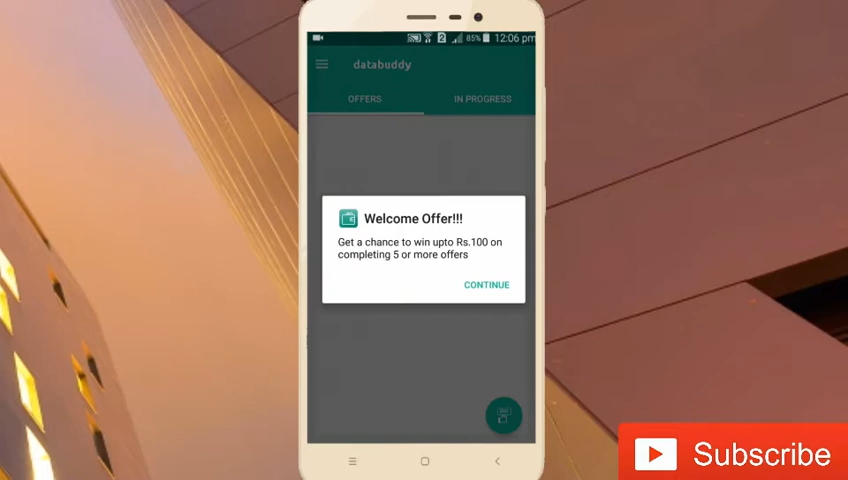 2 85% 12:06 pm
databuddy
OFFERS IN PROGRESS
Welcome Offer!!!
Get a chance to win upto Rs.100 on
completing 5 or more offers
CONTINUE
Subscribe